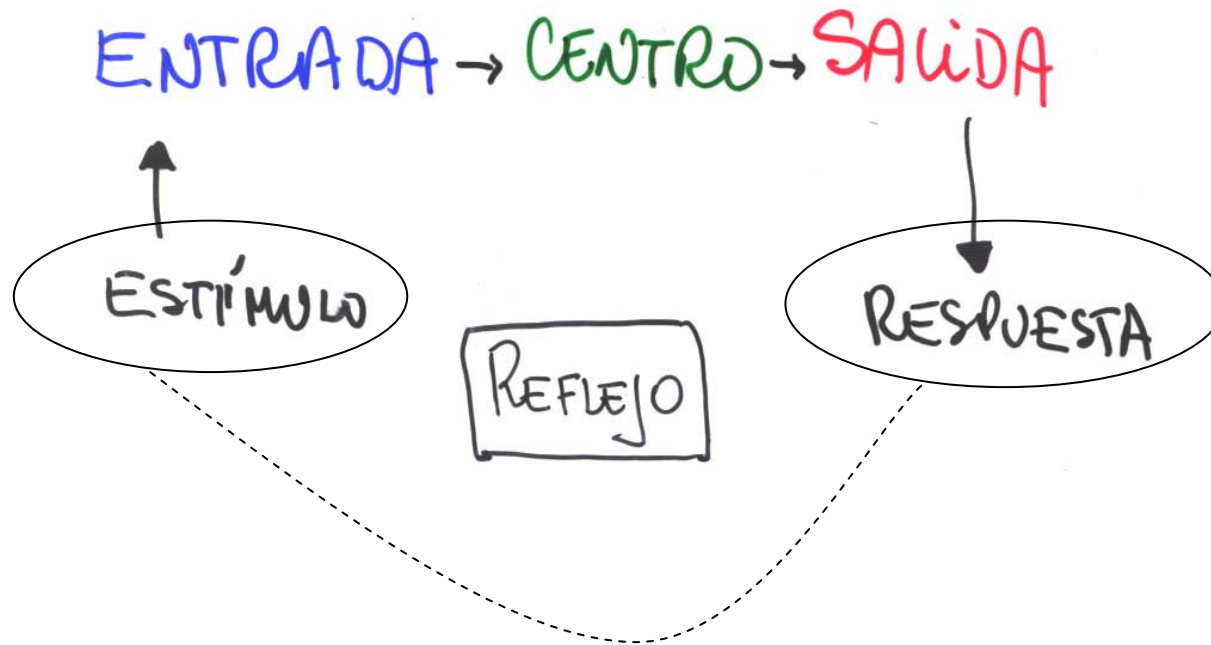 ENTRADA → CENTRO → SALiDA
ESTÍMULO
RESPUESTA
REFLEJO